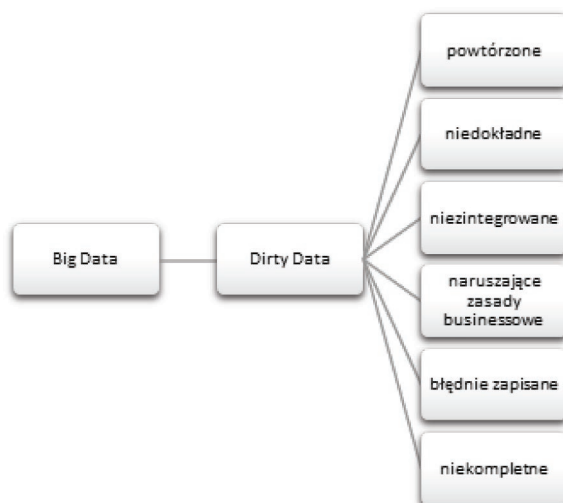 Big Data
Dirty Data
powtórzone
niedokładne
niezintegrowane
naruszające
zasady
businessowe
błędnie zapisane
niekompletne